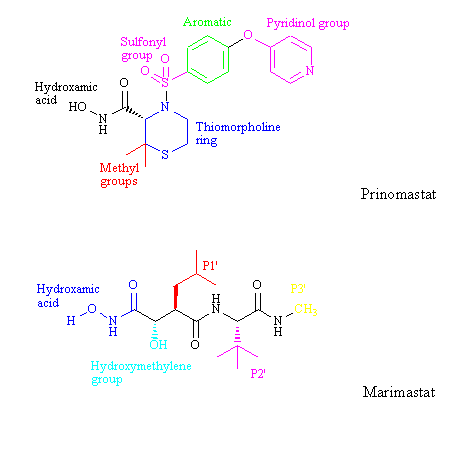 Aromatic
Pyridinol group
Sulfonyl
group
O
O
O
S
N
Hydroxamic
acid
O
HO
N
H
N
Thiomorpholine
ring
S
Methyl
groups
Prinomastat
P1'
Hydroxamic
acid
O
H
N
O
P3'
H
O
N
H
N
H
CH3
OH
O
Hydroxymethylene
group
P2'
Marimastat